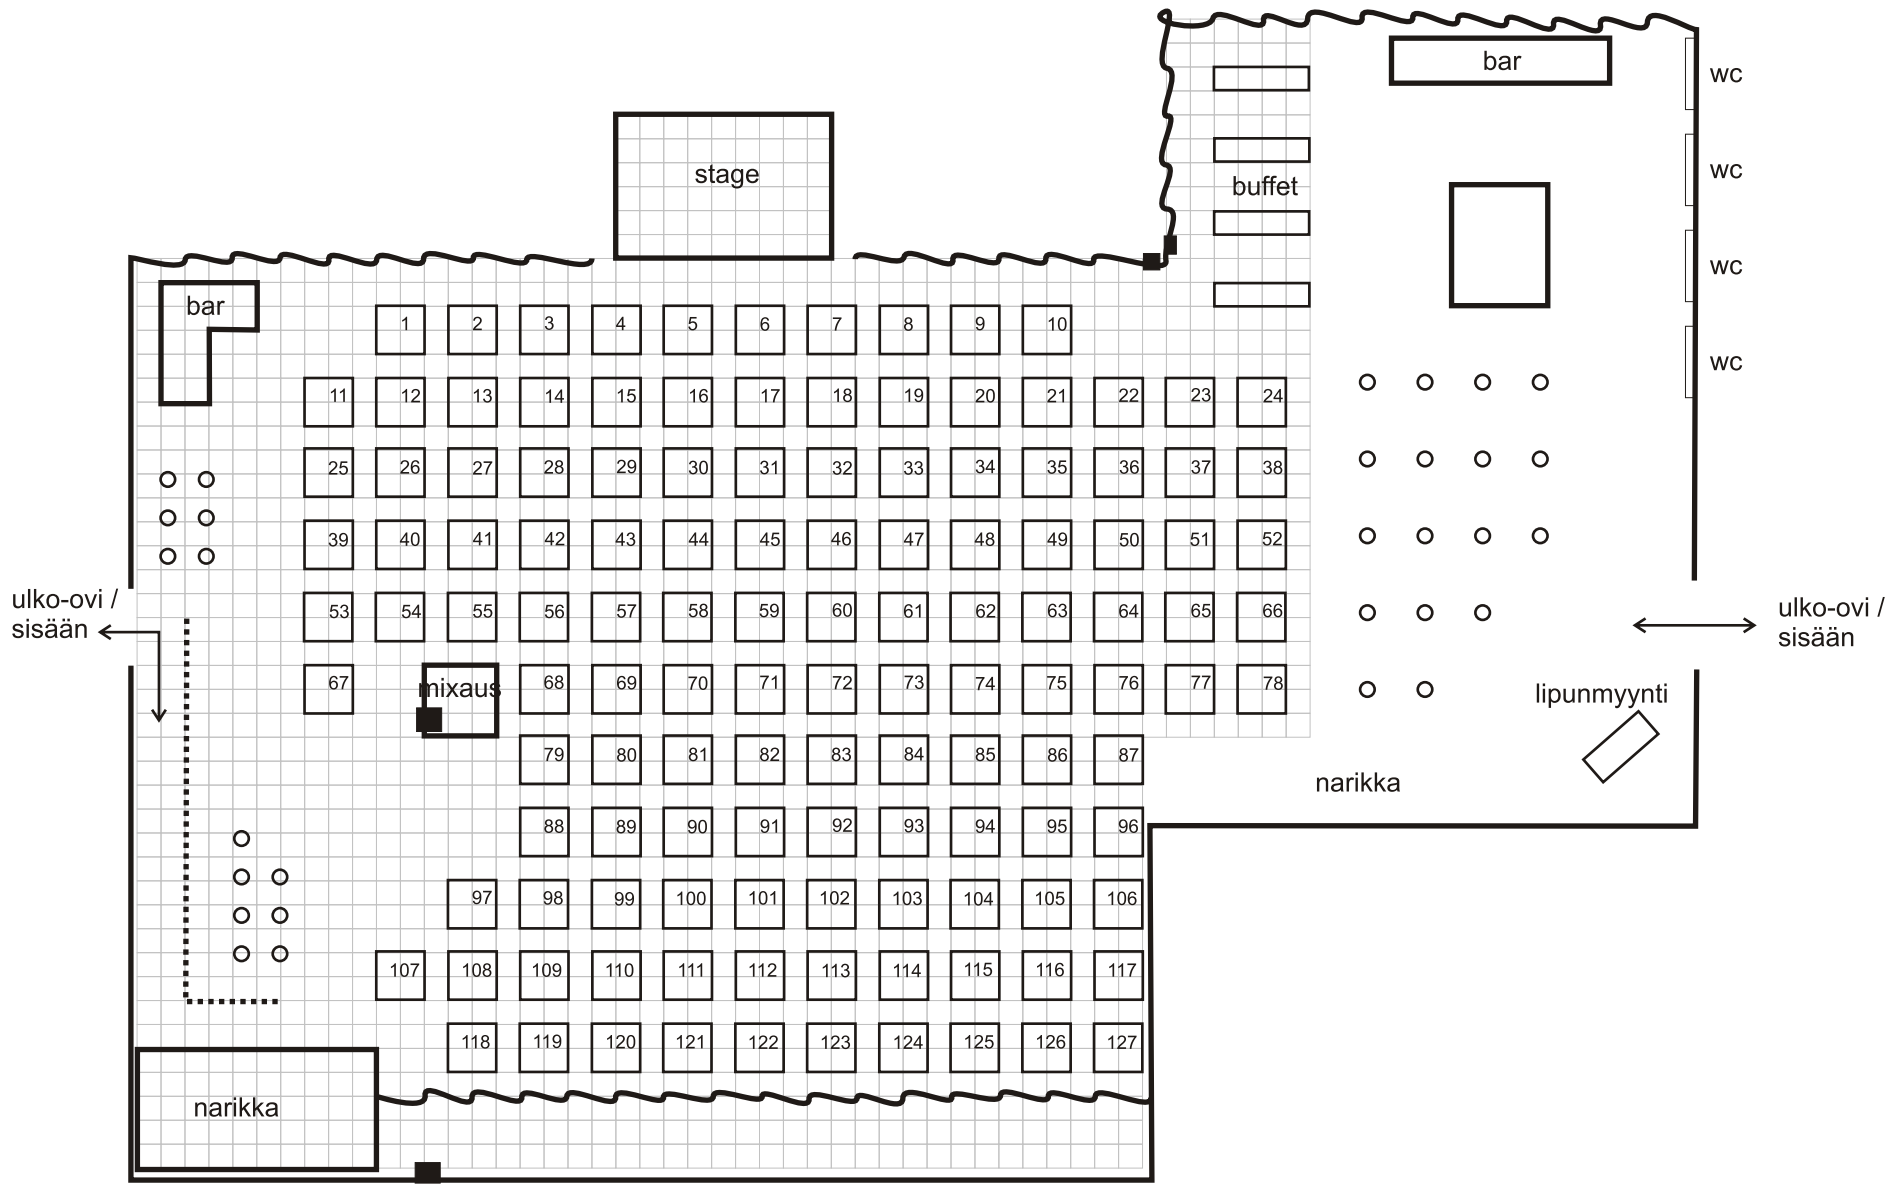 bar
wc
stage
wc
buffet
wc
bar
1 2 3 4 5 6 7 8 9 10
wc
11 12 13 14 15 16 17 18 19 20 21 22 23 24
25 26 27 28 29 30 31 32 33 34 35 36 37 38
39 40 41 42 43 44 45 46 47 48 49 50 51 52
ulko-ovi /
sisään
53 54 55 56 57 58 59 60 61 62 63 64 65 66
ulko-ovi /
sisään
67 mixaus 68 69 70 71 72 73 74 75 76 77 78
lipunmyynti
79 80 81 82 83 84 85 86 87
narikka
88 89 90 91 92 93 94 95 96
97 98 99 100 101 102 103 104 105 106
107 108 109 110 111 112 113 114 115 116 117
118 119 120 121 122 123 124 125 126 127
narikka